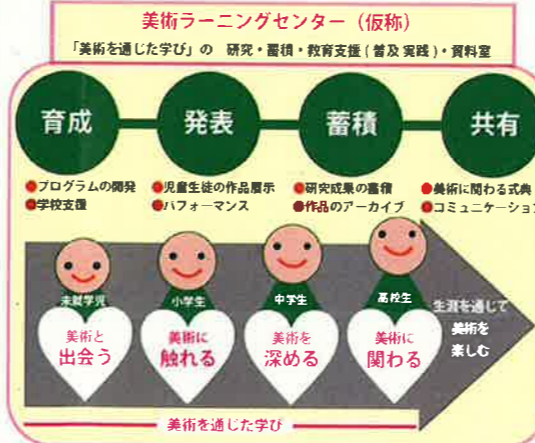 美術ラーニングセンター（仮称）
「美術を通じた学び」の 研究・蓄積・教育支援(普及実践)・資料室
育成
発表
蓄積
共有
●プログラムの開発
●学校支援
●児童生徒の作品展示
●パフォーマンス
●研究成果の蓄積
●作品のアーカイブ
●美術に関わる式典
●コミュニケーション
未就学児
小学生
中学生
高校生
美術と
出会う
美術に
触れる
美術を
深める
美術に
関わる
生涯を通じて
美術を
楽しむ
美術を通じた学び